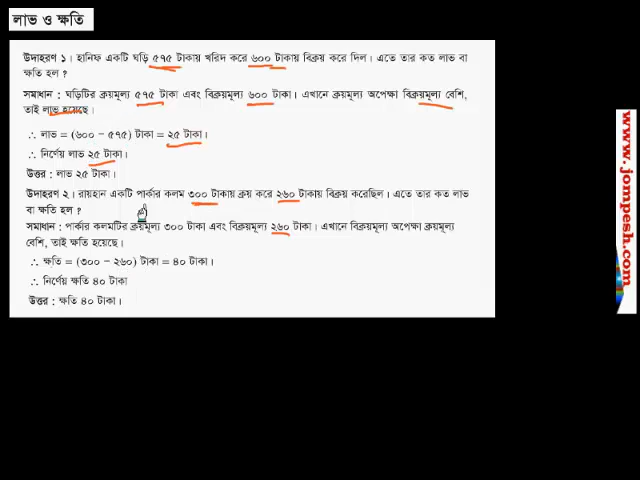 লাভ ও ক্ষতি
উদাহরণ ১। হানিফ একটি ঘড়ি ৫৭৫ টাকায় খরিদ করে ৬০০ টাকায় বিক্রয় করে দিল। এতে তার কত লাভ বা
ক্ষতি হল ?
সমাধান : ঘড়িটির ক্রয়মূল্য ৫৭৫ টাকা এবং বিক্রয়মূল্য ৬০০ টাকা। এখানে ক্রয়মূল্য অপেক্ষা বিক্রয়মূল্য বেশি,
তাই লাভ হয়েছে।
∴ লাভ = (৬০০ − ৫৭৫) টাকা = ২৫ টাকা।
∴ নির্ণেয় লাভ ২৫ টাকা।
উত্তর : লাভ ২৫ টাকা।
উদাহরণ ২। রায়হান একটি পার্কার কলম ৩০০ টাকায় ক্রয় করে ২৬০ টাকায় বিক্রয় করেছিল। এতে তার কত লাভ
বা ক্ষতি হল ?
সমাধান : পার্কার কলমটির ক্রয়মূল্য ৩০০ টাকা এবং বিক্রয়মূল্য ২৬০ টাকা। এখানে বিক্রয়মূল্য অপেক্ষা ক্রয়মূল্য
বেশি, তাই ক্ষতি হয়েছে।
∴ ক্ষতি = (৩০০ − ২৬০) টাকা = ৪০ টাকা।
∴ নির্ণেয় ক্ষতি ৪০ টাকা
উত্তর : ক্ষতি ৪০ টাকা।
www.jompesh.com